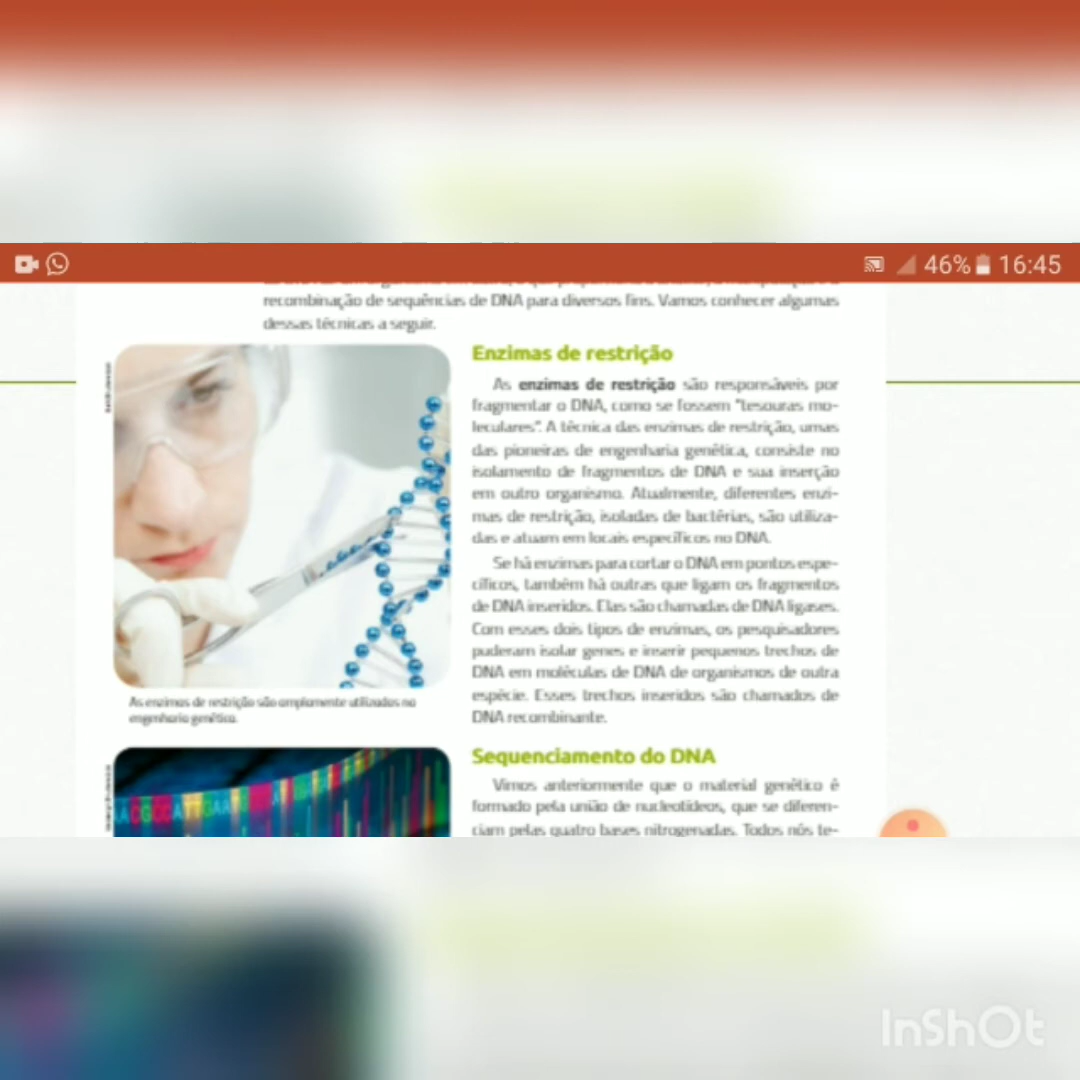 46% 16:45
recombinação de sequências de DNA para diversos fins. Vamos conhecer algumas
dessas técnicas a seguir.
Enzimas de restrição
As enzimas de restrição são responsáveis por
fragmentar o DNA, como se fossem "tesouras mo-
leculares". A técnica das enzimas de restrição, umas
das pioneiras de engenharia genética, consiste no
isolamento de fragmentos de DNA e sua inserção
em outro organismo. Atualmente, diferentes enzi-
mas de restrição, isoladas de bactérias, são utiliza-
das e atuam em locais específicos no DNA.
Se há enzimas para cortar o DNA em pontos espe-
cíficos, também há outras que ligam os fragmentos
de DNA inseridos. Elas são chamadas de DNA ligases.
Com esses dois tipos de enzimas, os pesquisadores
puderam isolar genes e inserir pequenos trechos de
DNA em moléculas de DNA de organismos de outra
espécie. Esses trechos inseridos são chamados de
DNA recombinante.
As enzimas de restrição são amplamente utilizadas na
engenharia genética.
Sequenciamento do DNA
Vimos anteriormente que o material genético é
formado pela união de nucleotídeos, que se diferen-
ciam pelas quatro bases nitrogenadas. Todos nós te-
InShOt